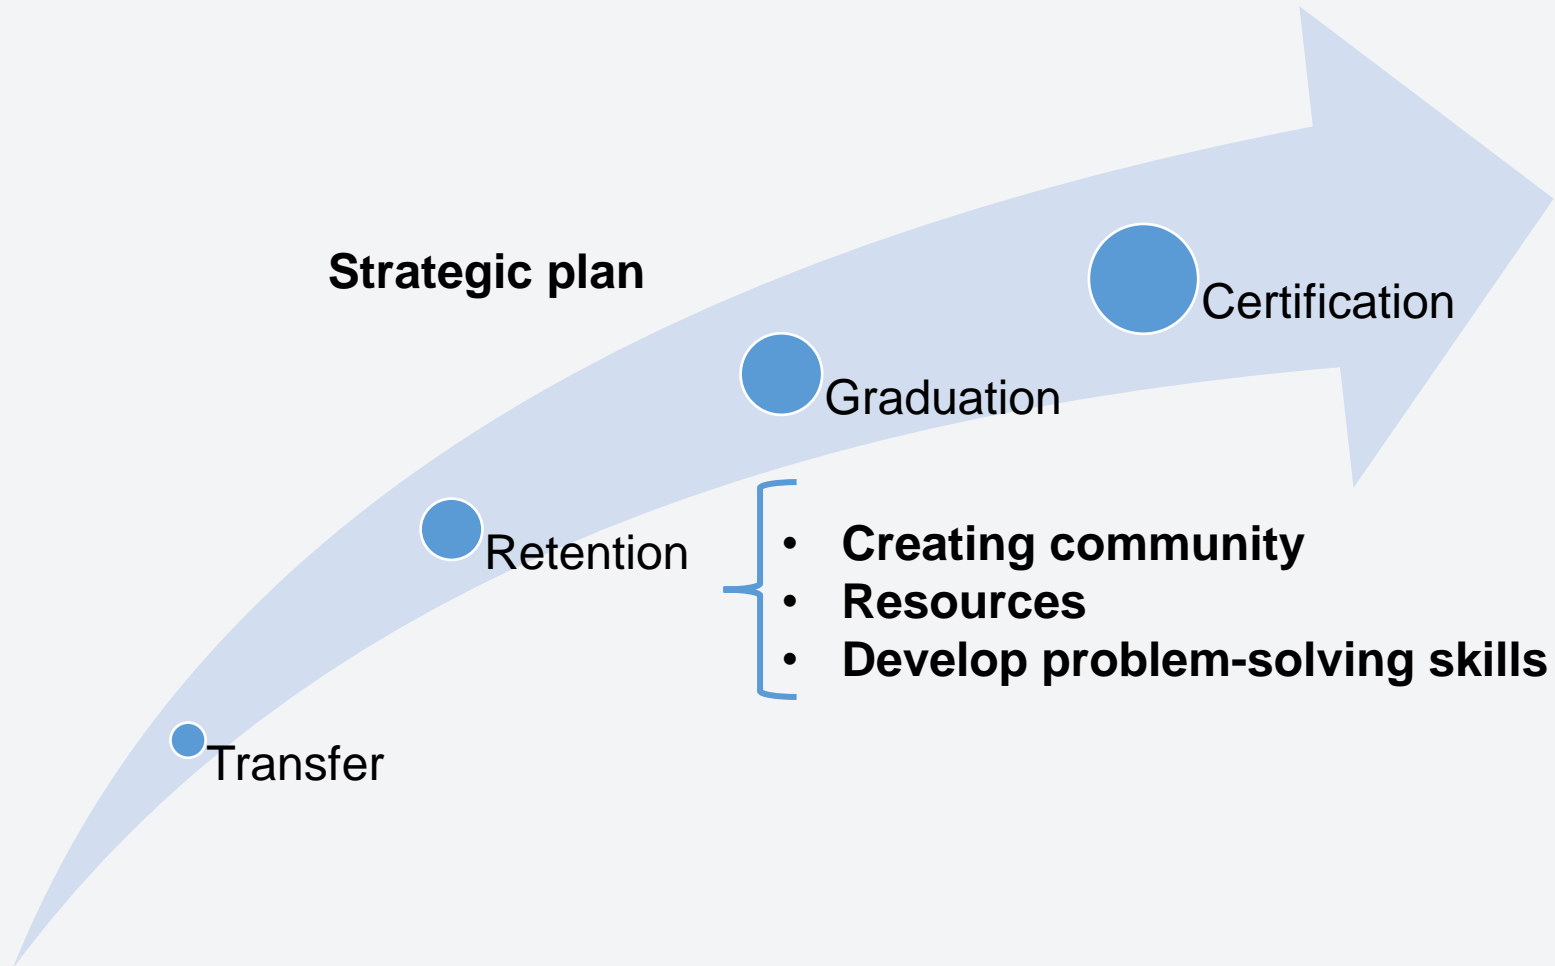 Strategic plan
Certification
Graduation
Retention
• Creating community
• Resources
• Develop problem-solving skills
Transfer